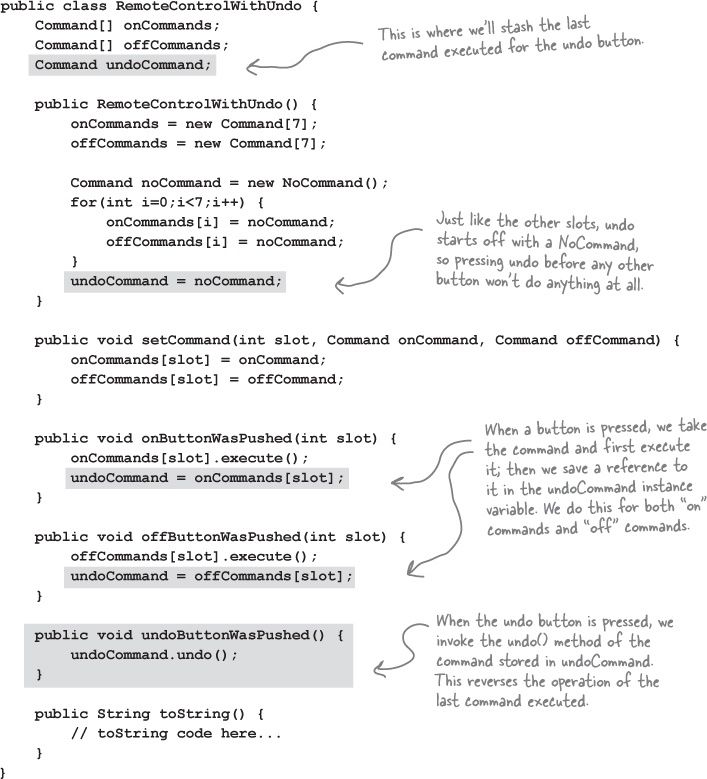 public class RemoteControlWithUndo {
Command[] onCommands;
Command[] offCommands;
Command undoCommand;
This is where we'll stash the last
command executed for the undo button.
public RemoteControlWithUndo() {
onCommands = new Command[7];
offCommands = new Command[7];
Command noCommand = new NoCommand();
for(int i=0;i<7;i++) {
onCommands[i] = noCommand;
offCommands[i] = noCommand;
}
undoCommand = noCommand;
}
Just like the other slots, undo
starts off with a NoCommand,
so pressing undo before any other
button won't do anything at all.
public void setCommand(int slot, Command onCommand, Command offCommand) {
onCommands[slot] = onCommand;
offCommands[slot] = offCommand;
}
public void onButtonWasPushed(int slot) {
onCommands[slot].execute();
undoCommand = onCommands[slot];
}
When a button is pressed, we take
the command and first execute
it; then we save a reference to
it in the undoCommand instance
variable. We do this for both "on"
commands and "off" commands.
public void offButtonWasPushed(int slot) {
offCommands[slot].execute();
undoCommand = offCommands[slot];
}
public void undoButtonWasPushed() {
undoCommand.undo();
}
When the undo button is pressed, we
invoke the undo() method of the
command stored in undoCommand.
This reverses the operation of the
last command executed.
public String toString() {
// toString code here...
}
}